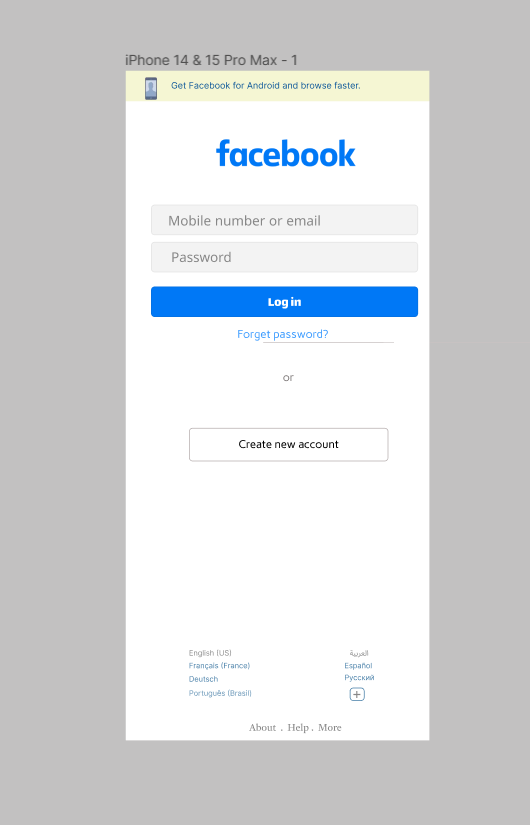 iPhone 14 & 15 Pro Max - 1
Get Facebook for Android and browse faster.
facebook
Mobile number or email
Password
Log in
Forget password?
or
Create new account
English (US)
Français (France)
Deutsch
Português (Brasil)
العربية
Español
Русский
About . Help . More